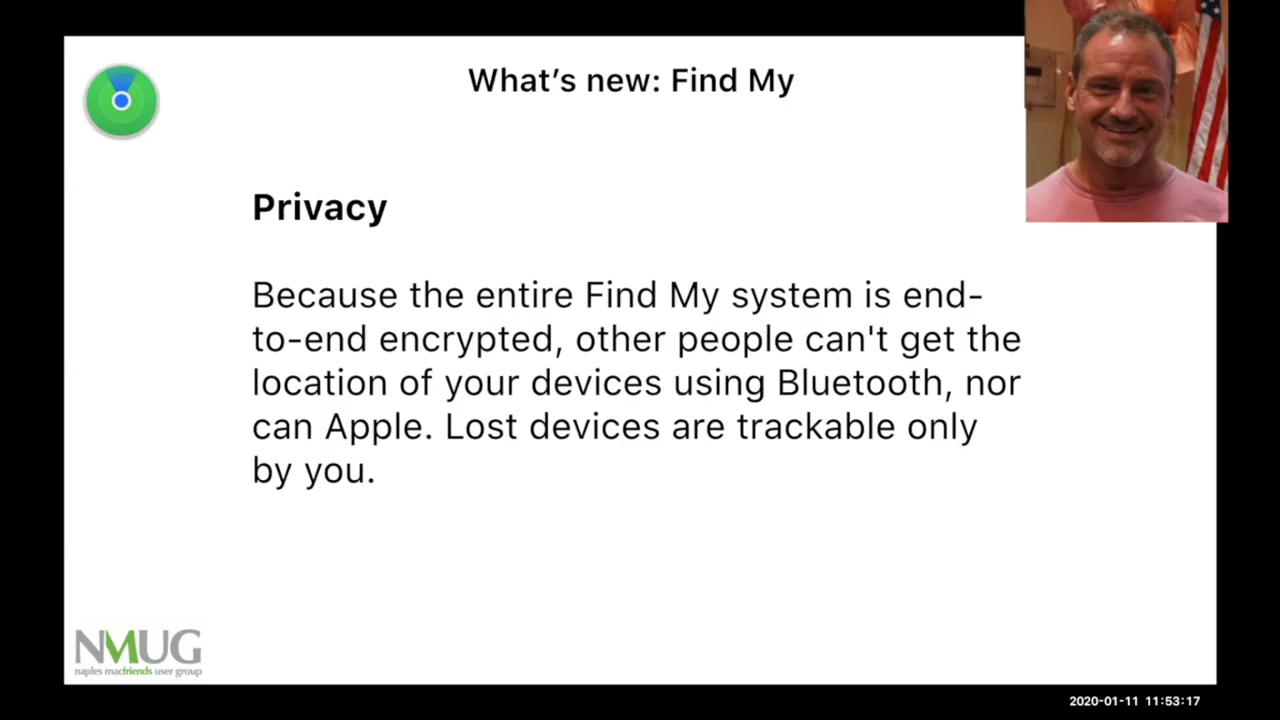 What’s new: Find My
Privacy
Because the entire Find My system is end-
to-end encrypted, other people can't get the
location of your devices using Bluetooth, nor
can Apple. Lost devices are trackable only
by you.
NMUG
naples macfriends user group
2020-01-11 11:53:17